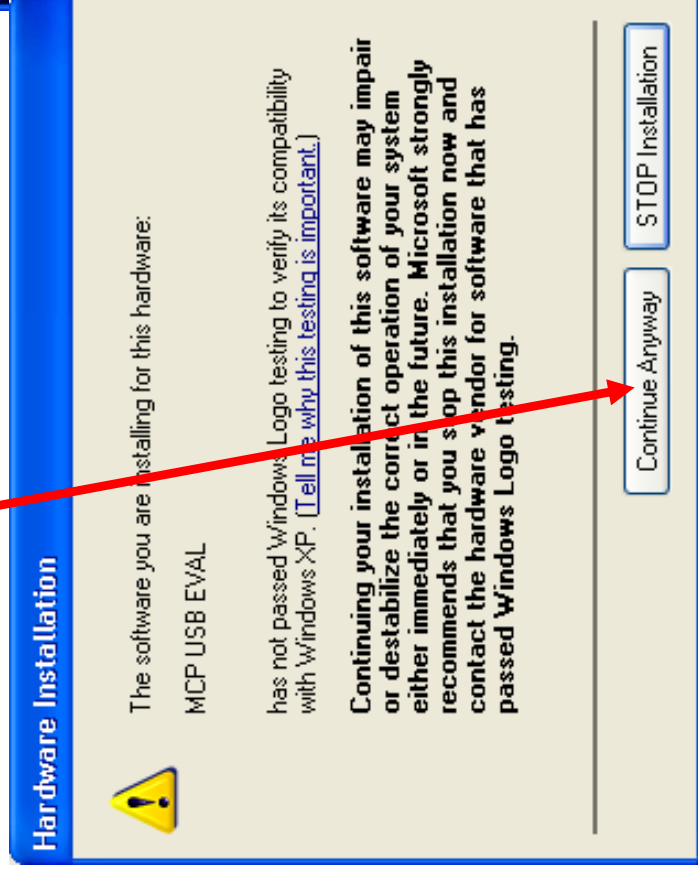 Hardware Installation
The software you are installing for this hardware:
MCP USB EVAL
has not passed Windows Logo testing to verify its compatibility
with Windows XP. (Tell me why this testing is important.)
Continuing your installation of this software may impair
or destabilize the correct operation of your system
either immediately or in the future. Microsoft strongly
recommends that you stop this installation now and
contact the hardware vendor for software that has
passed Windows Logo testing.
Continue Anyway
STOP Installation